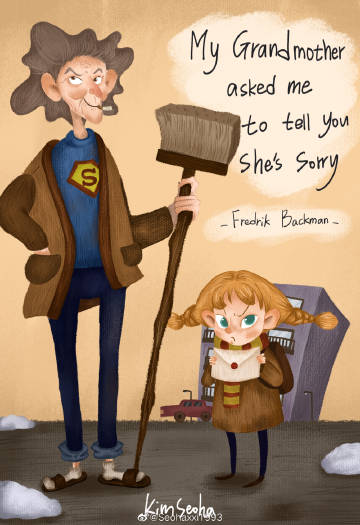 My Grandmother
asked me
to tell you
She's Sorry
- Fredrik Backman -
S
Kim Seoha